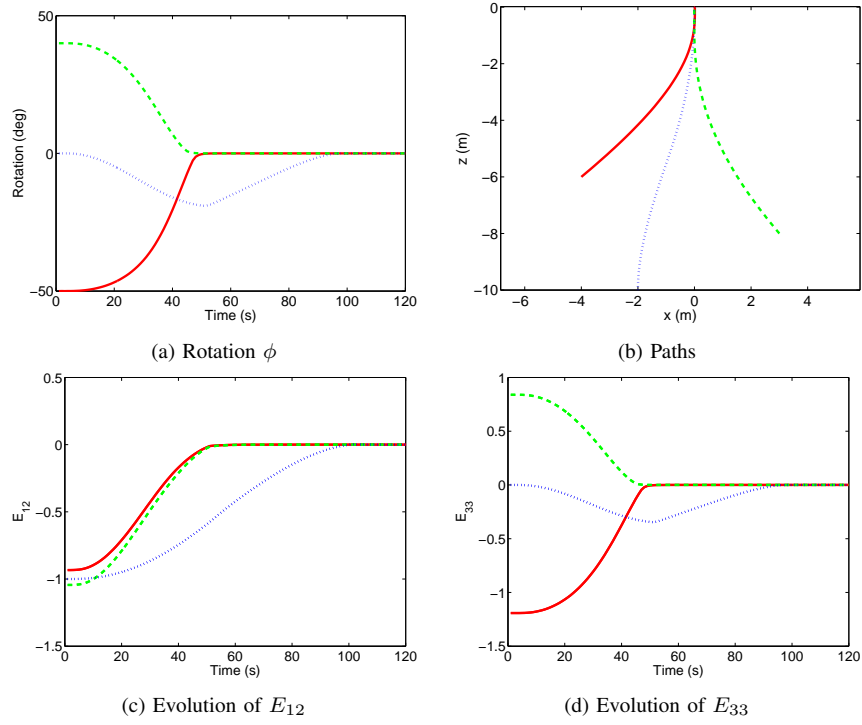 50
0
−50
0 20 40 60 80 100 120
Rotation (deg)
Time (s)
(a) Rotation ϕ
0
−2
−4
−6
−8
−10
−6 −4 −2 0 2 4
z (m)
x (m)
(b) Paths
0.5
0
−0.5
−1
−1.5
0 20 40 60 80 100 120
E12
Time (s)
(c) Evolution of E12
1
0.5
0
−0.5
−1
−1.5
0 20 40 60 80 100 120
E33
Time (s)
(d) Evolution of E33